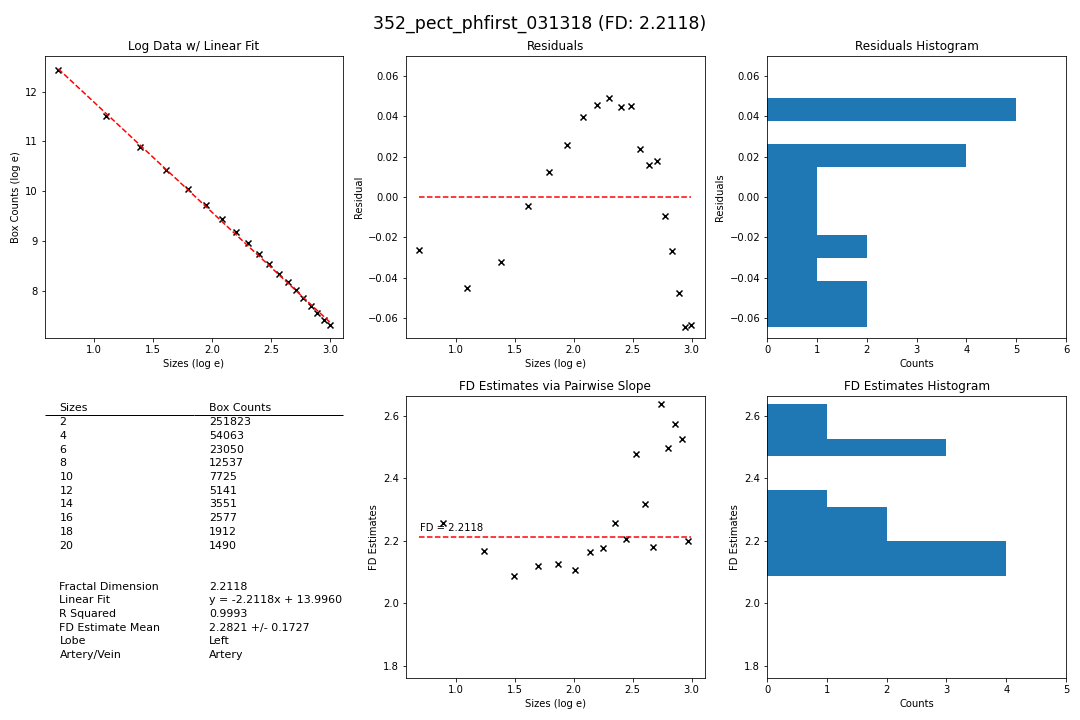 352_pect_phfirst_031318 (FD: 2.2118)
Log Data w/ Linear Fit
Box Counts (log e)
12
11
10
9
8
1.0 1.5 2.0 2.5 3.0
Sizes (log e)
Residuals
Residual
0.06
0.04
0.02
0.00
−0.02
−0.04
−0.06
1.0 1.5 2.0 2.5 3.0
Sizes (log e)
Residuals Histogram
Residuals
0.06
0.04
0.02
0.00
−0.02
−0.04
−0.06
0 1 2 3 4 5 6
Counts
Sizes Box Counts
2 251823
4 54063
6 23050
8 12537
10 7725
12 5141
14 3551
16 2577
18 1912
20 1490
Fractal Dimension 2.2118
Linear Fit y = -2.2118x + 13.9960
R Squared 0.9993
FD Estimate Mean 2.2821 +/- 0.1727
Lobe Left
Artery/Vein Artery
FD Estimates via Pairwise Slope
FD Estimates
2.6
2.4
2.2
2.0
1.8
FD = 2.2118
1.0 1.5 2.0 2.5 3.0
Sizes (log e)
FD Estimates Histogram
FD Estimates
2.6
2.4
2.2
2.0
1.8
0 1 2 3 4 5
Counts